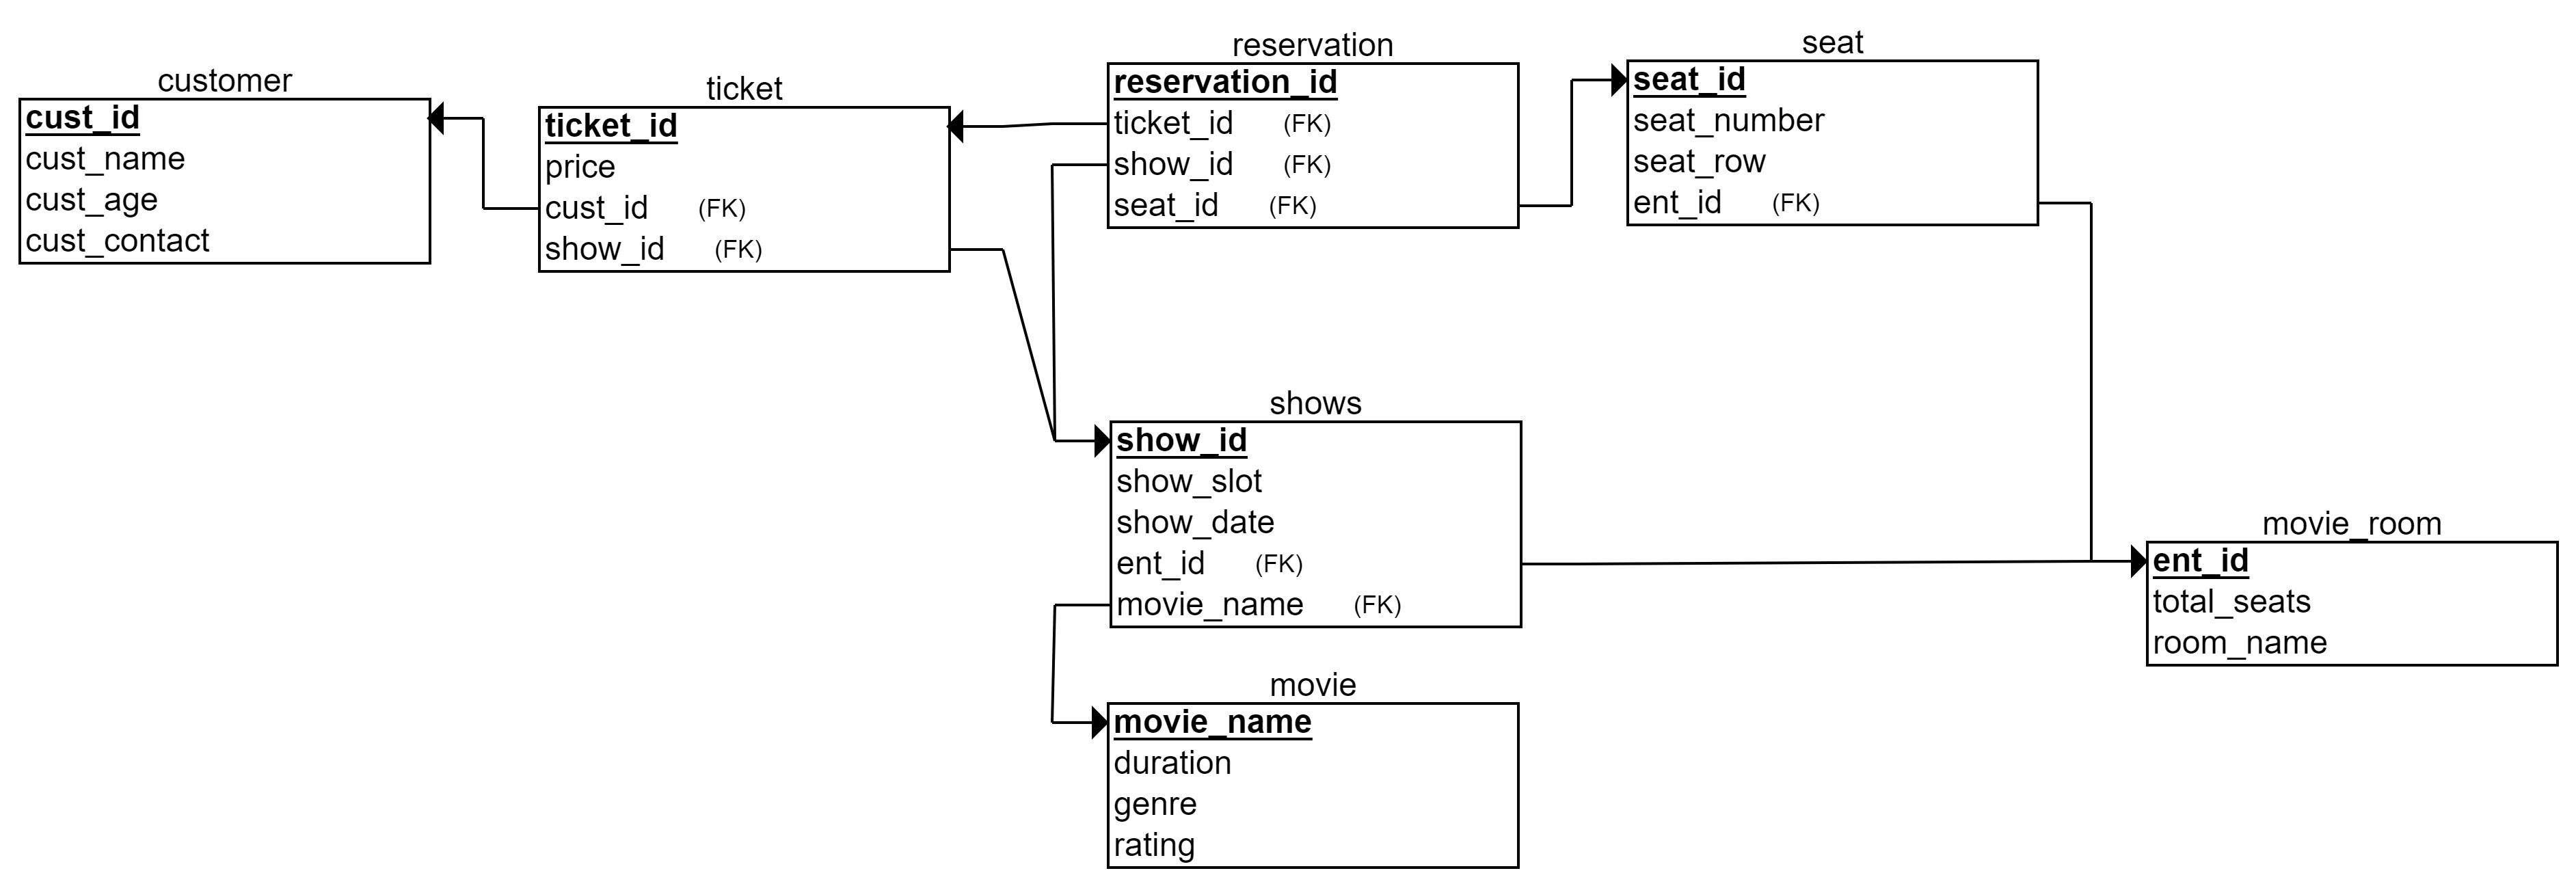 customer
cust_id
cust_name
cust_age
cust_contact
ticket
ticket_id
price
cust_id (FK)
show_id (FK)
reservation
reservation_id
ticket_id (FK)
show_id (FK)
seat_id (FK)
seat
seat_id
seat_number
seat_row
ent_id (FK)
shows
show_id
show_slot
show_date
ent_id (FK)
movie_name (FK)
movie_room
ent_id
total_seats
room_name
movie
movie_name
duration
genre
rating